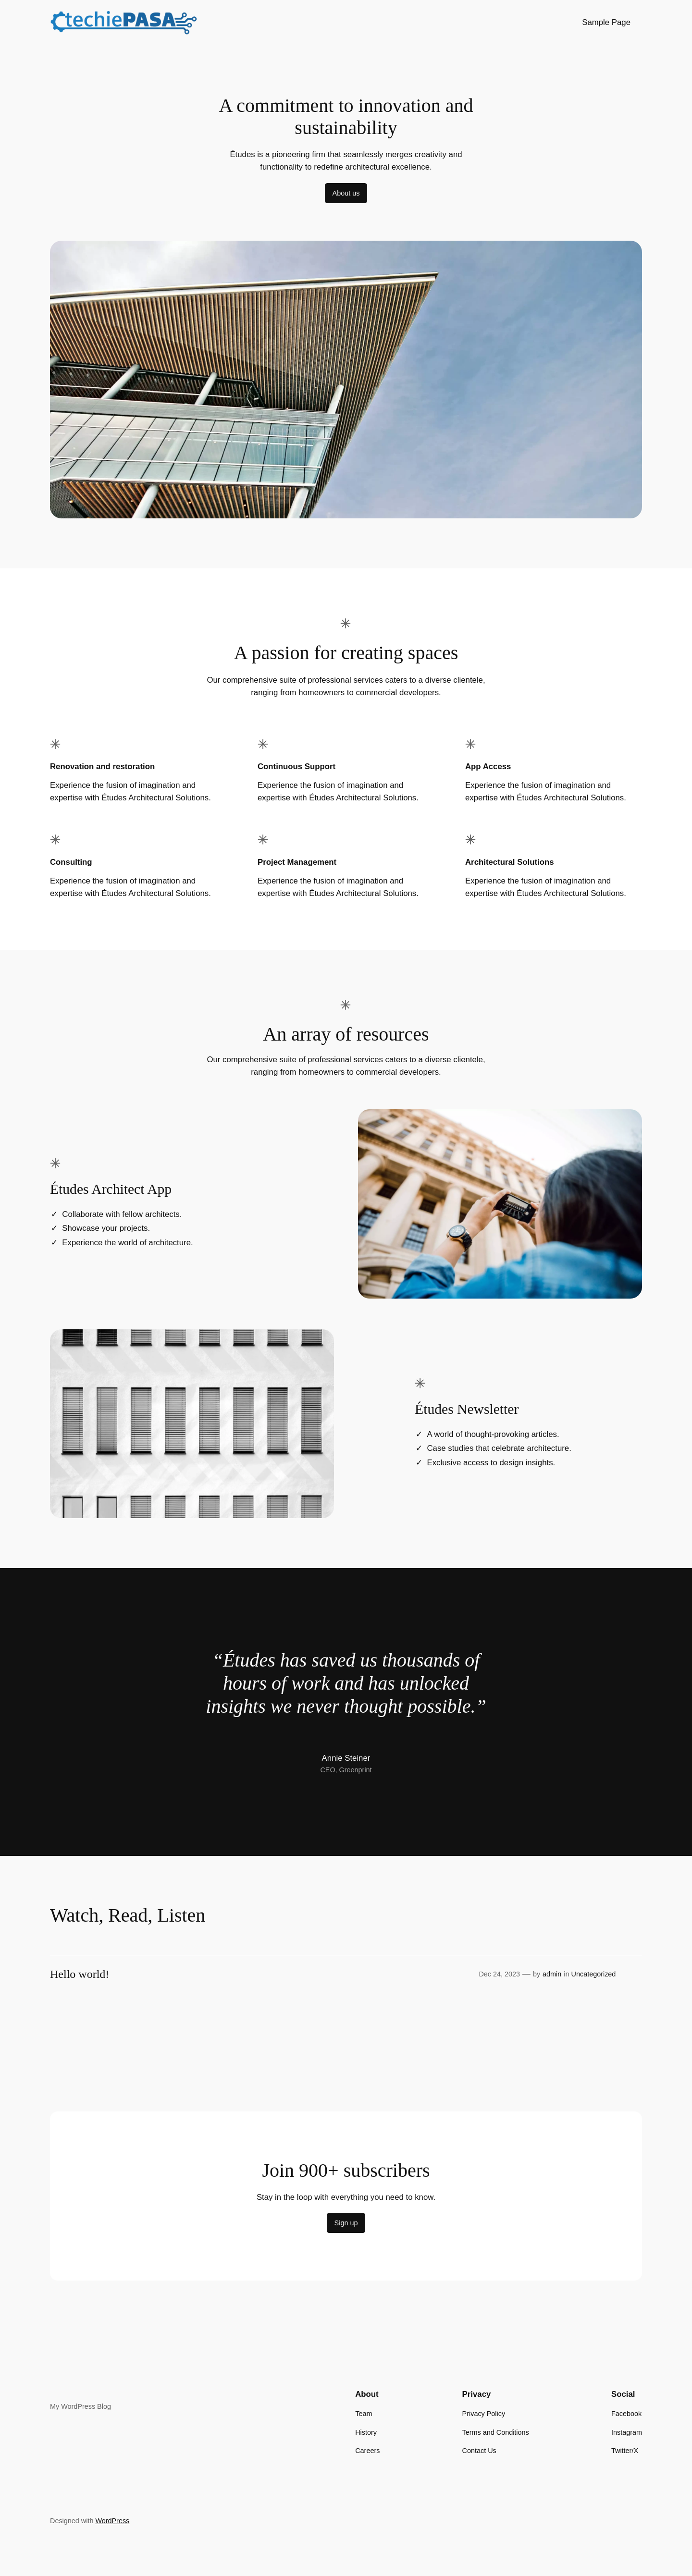 techiePASA
Sample Page
A commitment to innovation and
sustainability
Études is a pioneering firm that seamlessly merges creativity and
functionality to redefine architectural excellence.
About us
A passion for creating spaces
Our comprehensive suite of professional services caters to a diverse clientele,
ranging from homeowners to commercial developers.
Renovation and restoration
Experience the fusion of imagination and
expertise with Études Architectural Solutions.
Continuous Support
Experience the fusion of imagination and
expertise with Études Architectural Solutions.
App Access
Experience the fusion of imagination and
expertise with Études Architectural Solutions.
Consulting
Experience the fusion of imagination and
expertise with Études Architectural Solutions.
Project Management
Experience the fusion of imagination and
expertise with Études Architectural Solutions.
Architectural Solutions
Experience the fusion of imagination and
expertise with Études Architectural Solutions.
An array of resources
Our comprehensive suite of professional services caters to a diverse clientele,
ranging from homeowners to commercial developers.
Études Architect App
✓ Collaborate with fellow architects.
✓ Showcase your projects.
✓ Experience the world of architecture.
Études Newsletter
✓ A world of thought-provoking articles.
✓ Case studies that celebrate architecture.
✓ Exclusive access to design insights.
“Études has saved us thousands of
hours of work and has unlocked
insights we never thought possible.”
Annie Steiner
CEO, Greenprint
Watch, Read, Listen
Hello world!
Dec 24, 2023 — by admin in Uncategorized
Join 900+ subscribers
Stay in the loop with everything you need to know.
Sign up
My WordPress Blog
About
Team
History
Careers
Privacy
Privacy Policy
Terms and Conditions
Contact Us
Social
Facebook
Instagram
Twitter/X
Designed with WordPress